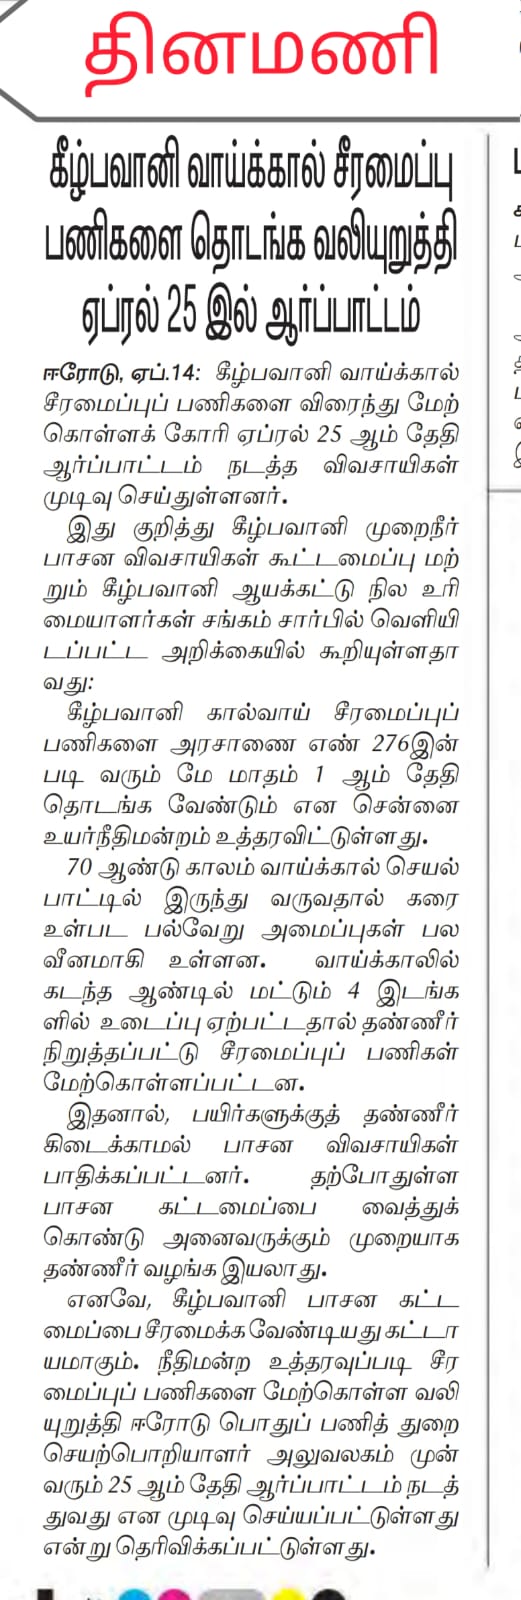 தினமணி
கீழ்பவானி வாய்க்கால் சீரமைப்பு
பணிகளை தொடங்க வலியுறுத்தி
ஏப்ரல் 25 இல் ஆர்ப்பாட்டம்
ஈரோடு, ஏப்.14: கீழ்பவானி வாய்க்கால்
சீரமைப்புப் பணிகளை விரைந்து மேற்
கொள்ளக் கோரி ஏப்ரல் 25 ஆம் தேதி
ஆர்ப்பாட்டம் நடத்த விவசாயிகள்
முடிவு செய்துள்ளனர்.
இது குறித்து கீழ்பவானி முறைநீர்
பாசன விவசாயிகள் கூட்டமைப்பு மற்
றும் கீழ்பவானி ஆயக்கட்டு நில உரி
மையாளர்கள் சங்கம் சார்பில் வெளியி
டப்பட்ட அறிக்கையில் கூறியுள்ளதா
வது:
கீழ்பவானி கால்வாய் சீரமைப்புப்
பணிகளை அரசாணை எண் 276இன்
படி வரும் மே மாதம் 1 ஆம் தேதி
தொடங்க வேண்டும் என சென்னை
உயர்நீதிமன்றம் உத்தரவிட்டுள்ளது.
70 ஆண்டு காலம் வாய்க்கால் செயல்
பாட்டில் இருந்து வருவதால் கரை
உள்பட பல்வேறு அமைப்புகள் பல
வீனமாகி உள்ளன. வாய்க்காலில்
கடந்த ஆண்டில் மட்டும் 4 இடங்க
ளில் உடைப்பு ஏற்பட்டதால் தண்ணீர்
நிறுத்தப்பட்டு சீரமைப்புப் பணிகள்
மேற்கொள்ளப்பட்டன.
இதனால், பயிர்களுக்குத் தண்ணீர்
கிடைக்காமல் பாசன விவசாயிகள்
பாதிக்கப்பட்டனர். தற்போதுள்ள
பாசன கட்டமைப்பை வைத்துக்
கொண்டு அனைவருக்கும் முறையாக
தண்ணீர் வழங்க இயலாது.
எனவே, கீழ்பவானி பாசன கட்ட
மைப்பை சீரமைக்க வேண்டியது கட்டா
யமாகும். நீதிமன்ற உத்தரவுப்படி சீர
மைப்புப் பணிகளை மேற்கொள்ள வலி
யுறுத்தி ஈரோடு பொதுப் பணித் துறை
செயற்பொறியாளர் அலுவலகம் முன்
வரும் 25 ஆம் தேதி ஆர்ப்பாட்டம் நடத்
துவது என முடிவு செய்யப்பட்டுள்ளது
என்று தெரிவிக்கப்பட்டுள்ளது.